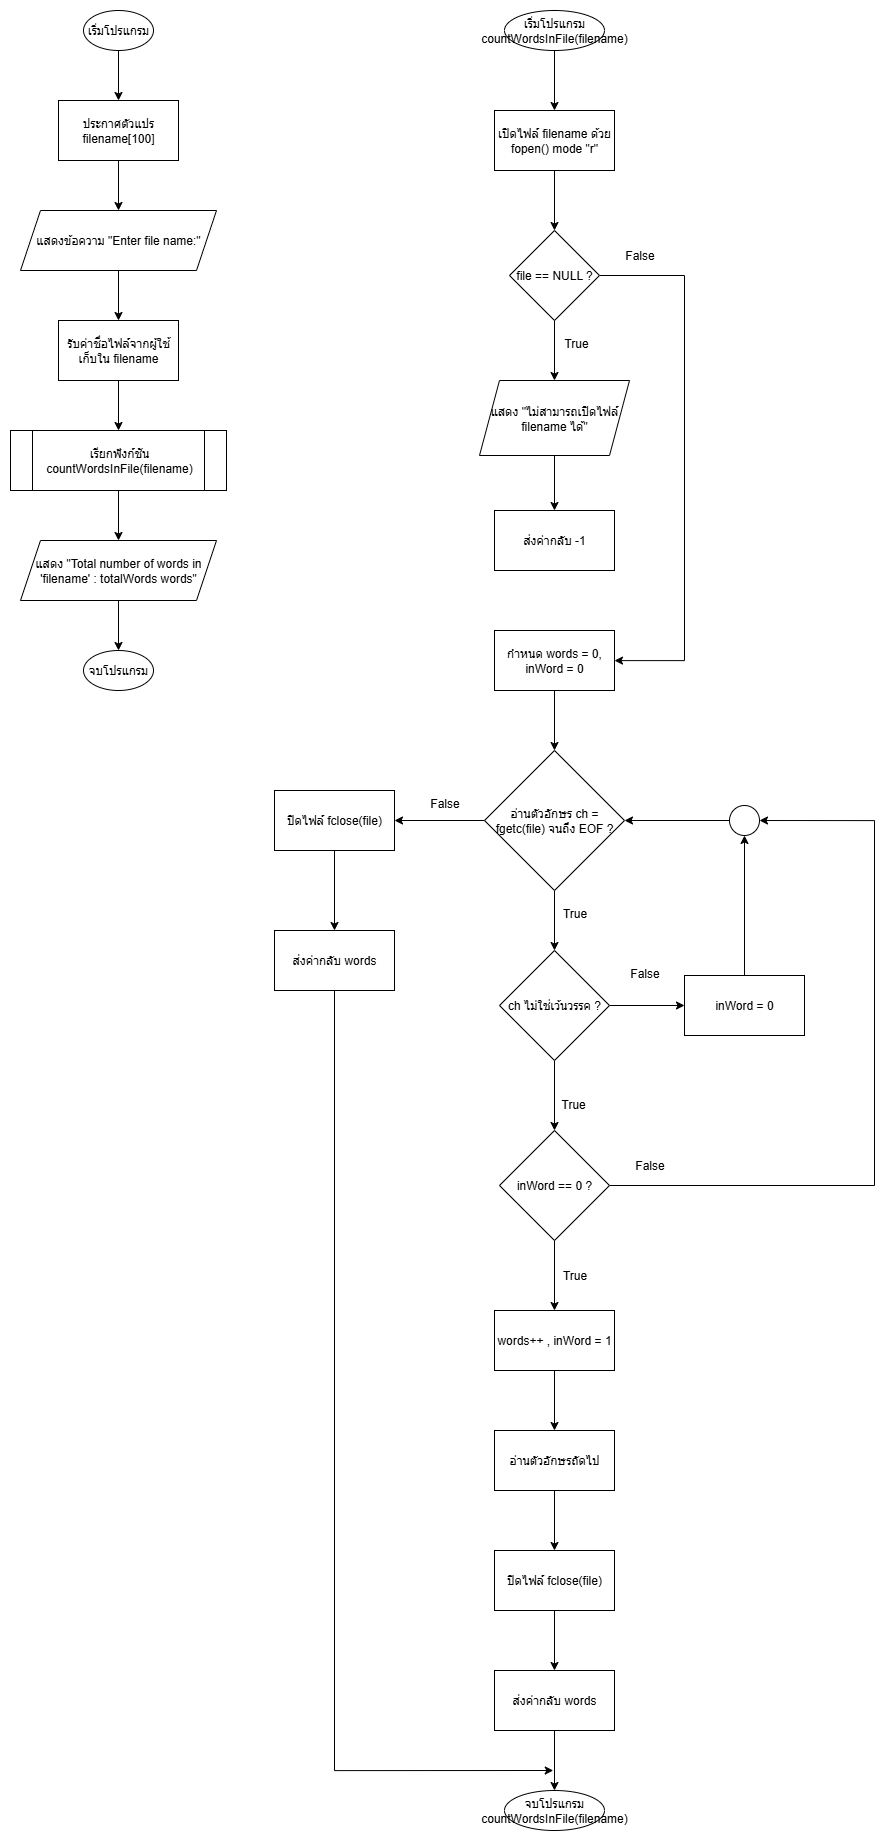 เริ่มโปรแกรม
ประกาศตัวแปร
filename[100]
แสดงข้อความ "Enter file name:"
รับค่าชื่อไฟล์จากผู้ใช้
เก็บใน filename
เรียกฟังก์ชัน
countWordsInFile(filename)
แสดง "Total number of words in
'filename' : totalWords words"
จบโปรแกรม
เริ่มโปรแกรม
countWordsInFile(filename)
เปิดไฟล์ filename ด้วย
fopen() mode "r"
file == NULL ?
False
True
แสดง "ไม่สามารถเปิดไฟล์
filename ได้"
ส่งค่ากลับ -1
กำหนด words = 0,
inWord = 0
อ่านตัวอักษร ch =
fgetc(file) จนถึง EOF ?
False
ปิดไฟล์ fclose(file)
ส่งค่ากลับ words
True
ch ไม่ใช่เว้นวรรค ?
False
inWord = 0
True
inWord == 0 ?
False
True
words++ , inWord = 1
อ่านตัวอักษรถัดไป
ปิดไฟล์ fclose(file)
ส่งค่ากลับ words
จบโปรแกรม
countWordsInFile(filename)